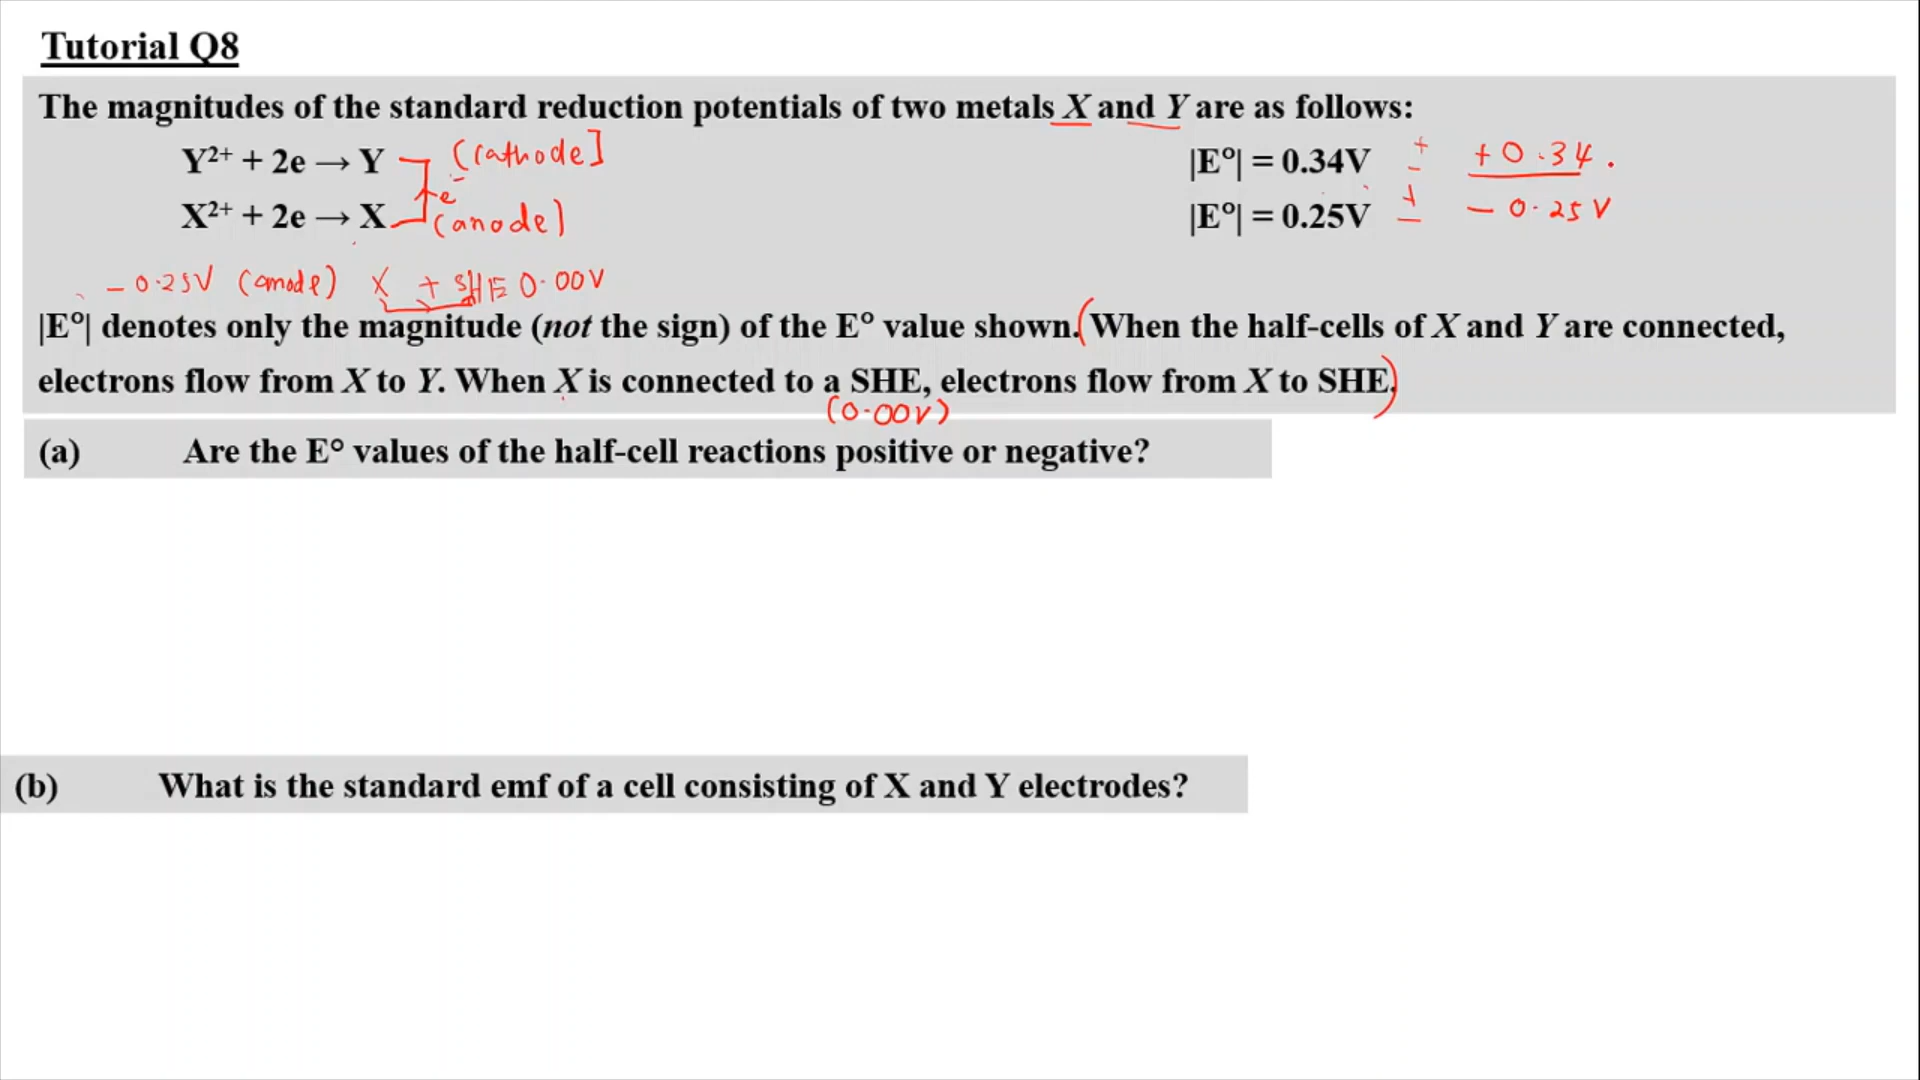 Tutorial Q8
The magnitudes of the standard reduction potentials of two metals X and Y are as follows:
Y²⁺ + 2e → Y (cathode] |E°| = 0.34V + - +0.34.
e⁻
X²⁺ + 2e → X (anode] |E°| = 0.25V + - - 0.25V
- 0.25V (anode) X + SHE 0.00V
|E°| denotes only the magnitude (not the sign) of the E° value shown. (When the half-cells of X and Y are connected,
electrons flow from X to Y. When X is connected to a SHE, electrons flow from X to SHE.)
(0.00V)
(a) Are the E° values of the half-cell reactions positive or negative?
(b) What is the standard emf of a cell consisting of X and Y electrodes?